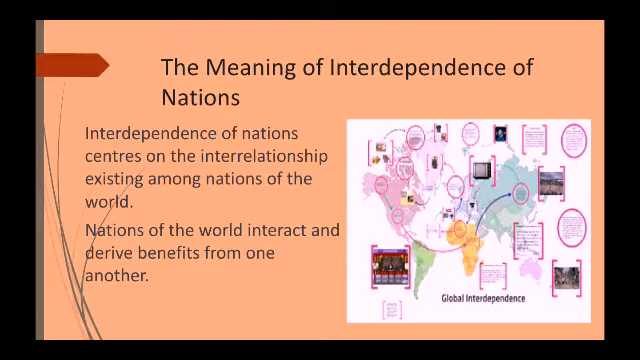 The Meaning of Interdependence of
Nations
Interdependence of nations
centres on the interrelationship
existing among nations of the
world.
Nations of the world interact and
derive benefits from one
another.
Global Interdependence